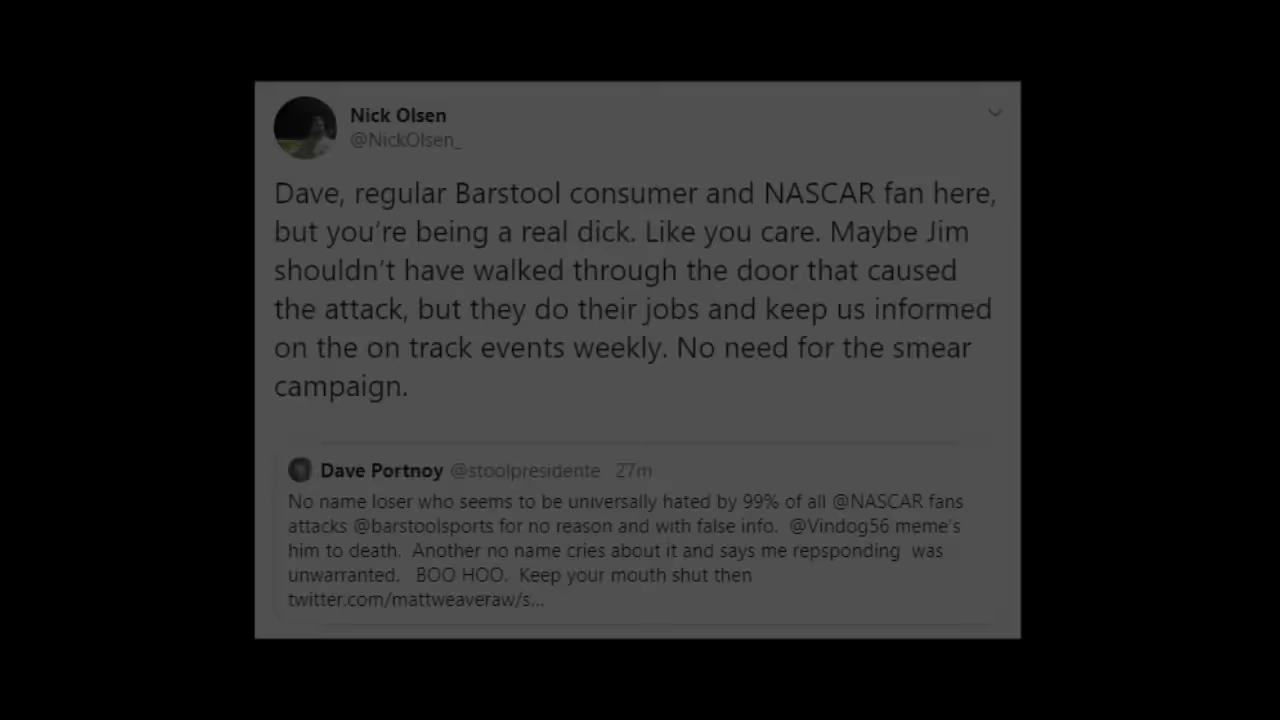 Nick Olsen
@NickOlsen_
Dave, regular Barstool consumer and NASCAR fan here,
but you’re being a real dick. Like you care. Maybe Jim
shouldn’t have walked through the door that caused
the attack, but they do their jobs and keep us informed
on the on track events weekly. No need for the smear
campaign.
Dave Portnoy @stoolpresidente 27m
No name loser who seems to be universally hated by 99% of all @NASCAR fans
attacks @barstoolsports for no reason and with false info.  @Vindog56 meme's
him to death.  Another no name cries about it and says me repsponding  was
unwarranted.   BOO HOO.  Keep your mouth shut then
twitter.com/mattweaveraw/s...